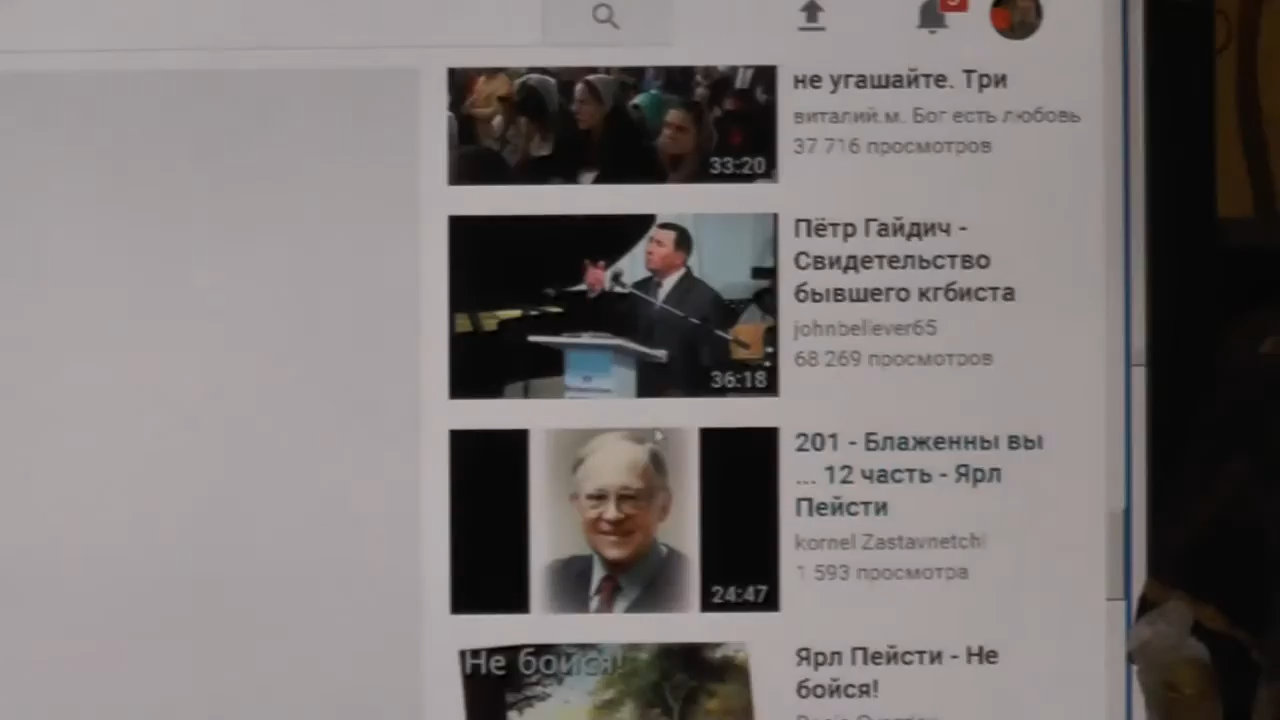 не угашайте. Три
виталий.м. Бог есть любовь
37 716 просмотров
33:20
Пётр Гайдич -
Свидетельство
бывшего кгбиста
johnbeliever65
68 269 просмотров
36:18
201 - Блаженны вы
... 12 часть - Ярл
Пейсти
kornel Zastavnetchi
1 593 просмотра
24:47
Не бойся!
Ярл Пейсти - Не
бойся!